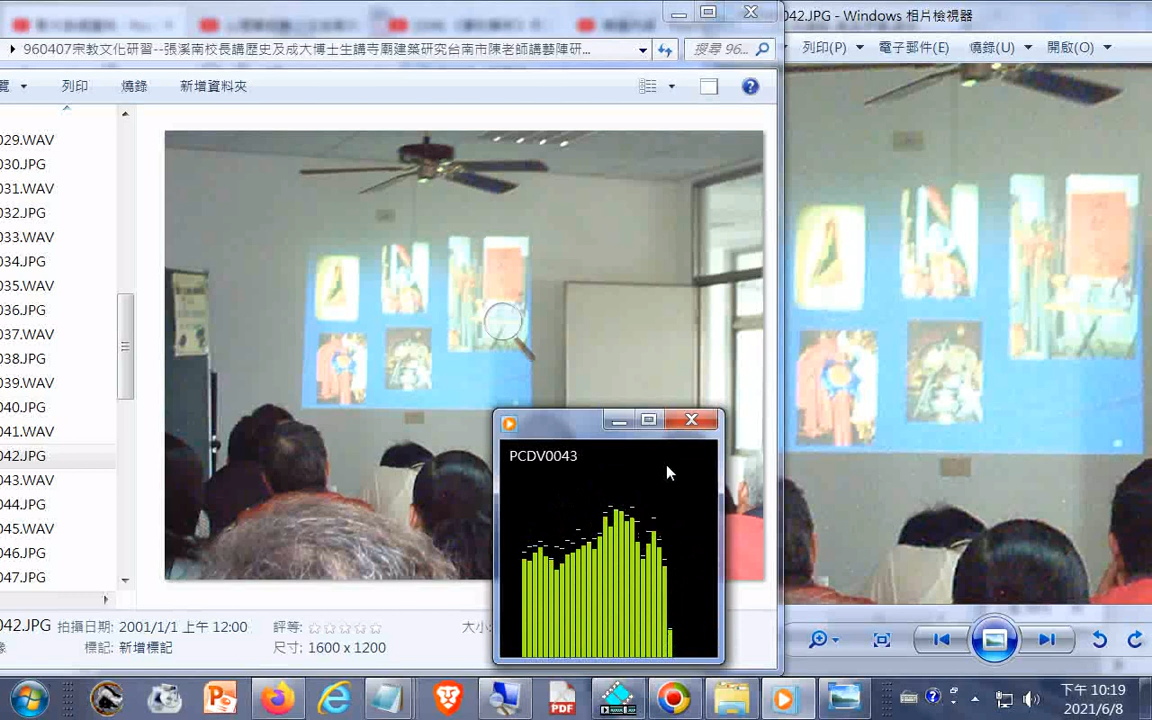 042.JPG - Windows 相片檢視器
960407宗教文化研習--張溪南校長講歷史及成大博士生講寺廟建築研究台南市陳老師講藝陣研...
搜尋 96...
列印(P)
電子郵件(E)
燒錄(U)
開啟(O)
覽
列印
燒錄
新增資料夾
029.WAV
030.JPG
031.WAV
032.JPG
033.WAV
034.JPG
035.WAV
036.JPG
037.WAV
038.JPG
039.WAV
040.JPG
041.WAV
042.JPG
043.WAV
044.JPG
045.WAV
046.JPG
047.JPG
PCDV0043
042.JPG 拍攝日期: 2001/1/1 上午 12:00
評等:
大小:
標記: 新增標記
尺寸: 1600 x 1200
PDF
下午 10:19
2021/6/8